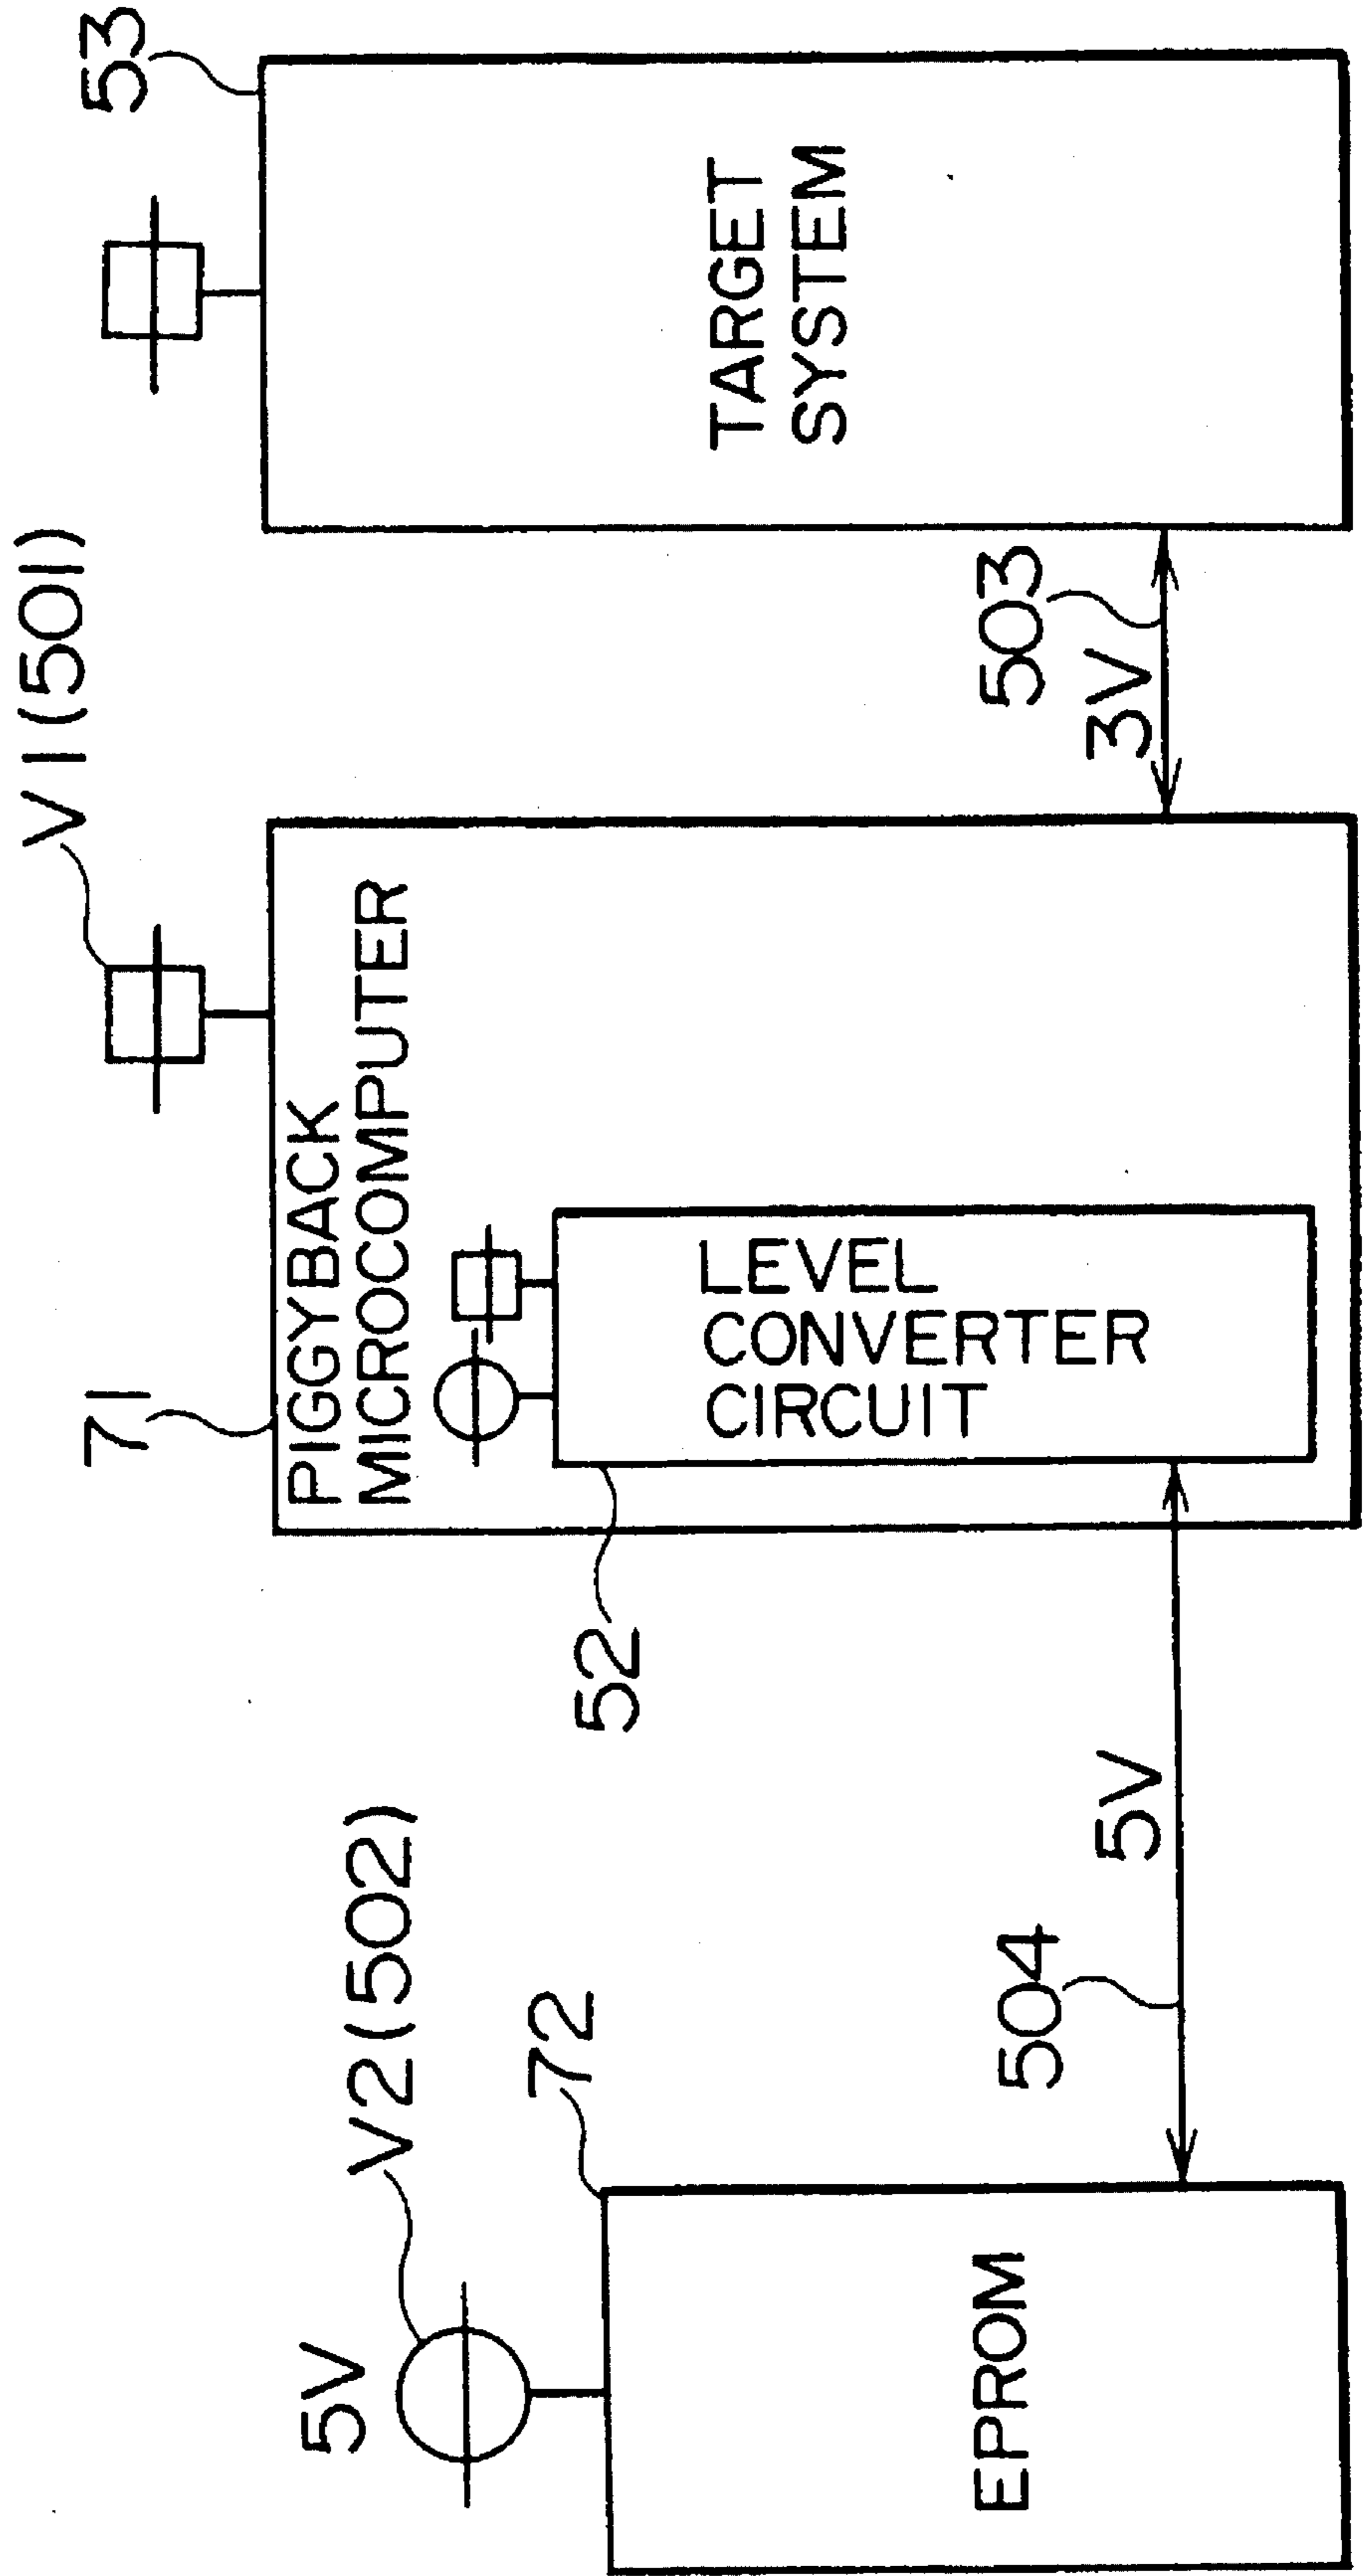 V1(501)
53
71
PIGGYBACK
MICROCOMPUTER
5V
V2(502)
72
52
LEVEL
CONVERTER
CIRCUIT
TARGET
SYSTEM
EPROM
504
5V
503
3V